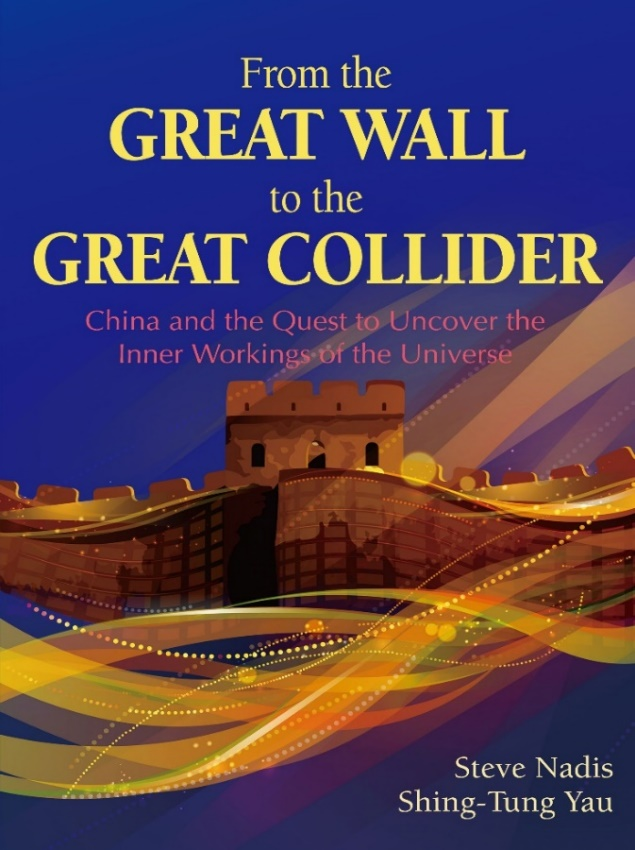 From the
GREAT WALL
to the
GREAT COLLIDER
China and the Quest to Uncover the
Inner Workings of the Universe
Steve Nadis
Shing-Tung Yau